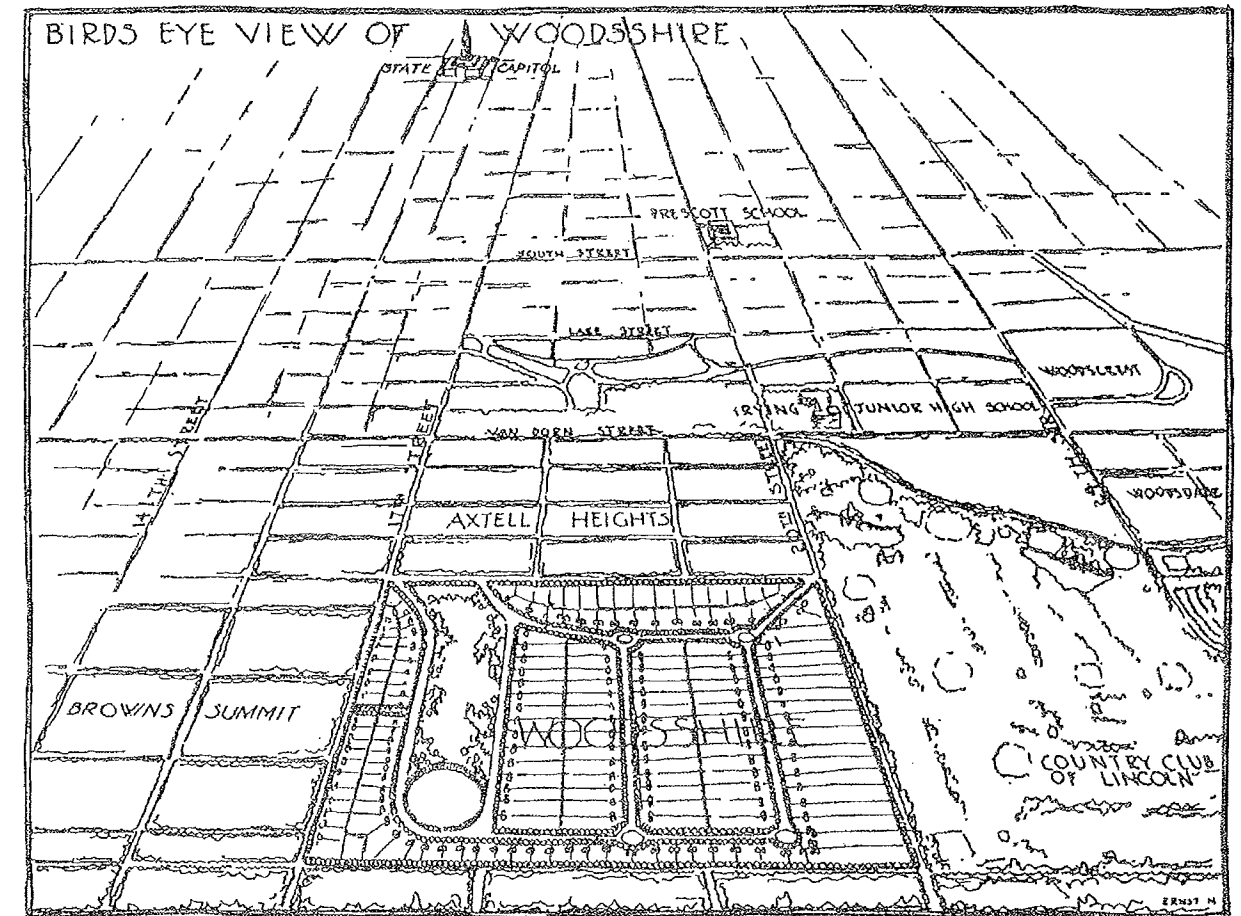 BIRDS EYE VIEW OF WOODSSHIRE
STATE CAPITOL
PRESCOTT SCHOOL
SOUTH STREET
LAKE STREET
WOODSCREST
IRVING JUNIOR HIGH SCHOOL
VAN DORN STREET
14TH STREET
17TH STREET
20TH STREET
24TH
WOODSDALE
AXTELL HEIGHTS
BROWNS SUMMIT
WOODSSHI
COUNTRY CLUB
OF LINCOLN
ERNST H